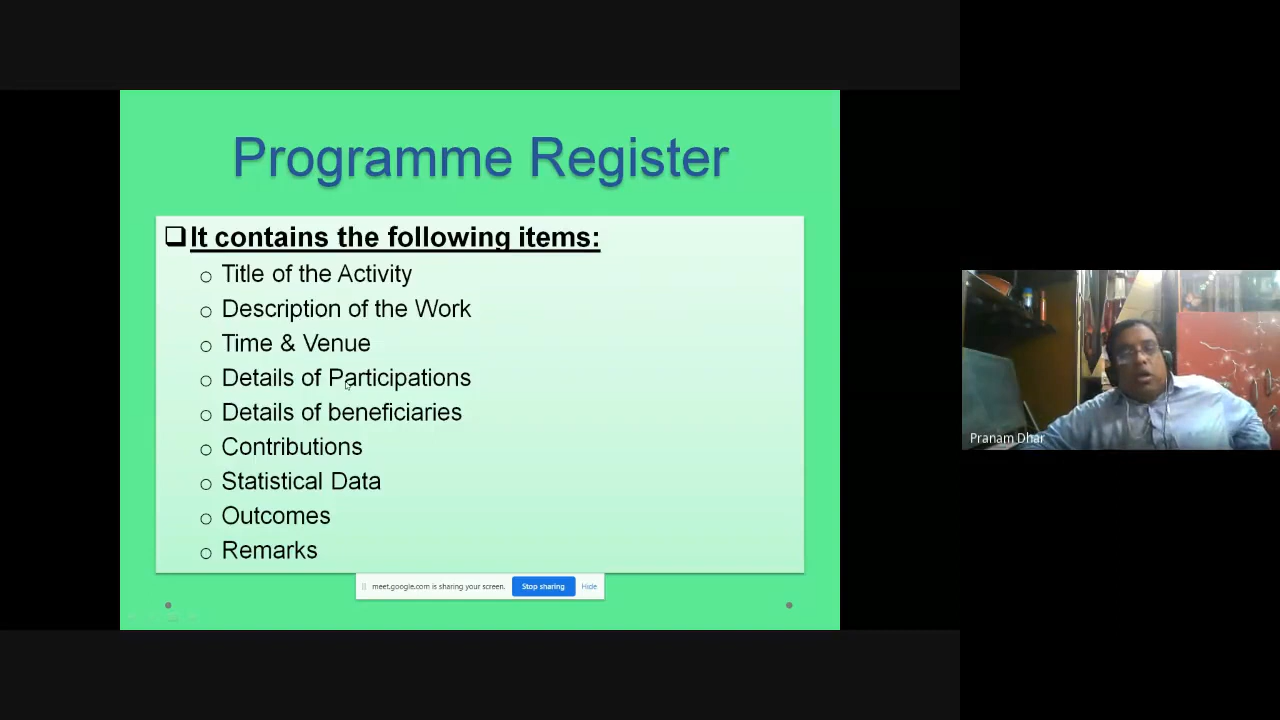 Programme Register
It contains the following items:
Title of the Activity
Description of the Work
Time & Venue
Details of Participations
Details of beneficiaries
Contributions
Statistical Data
Outcomes
Remarks
meet.google.com is sharing your screen. Stop sharing Hide
Pranam Dhar